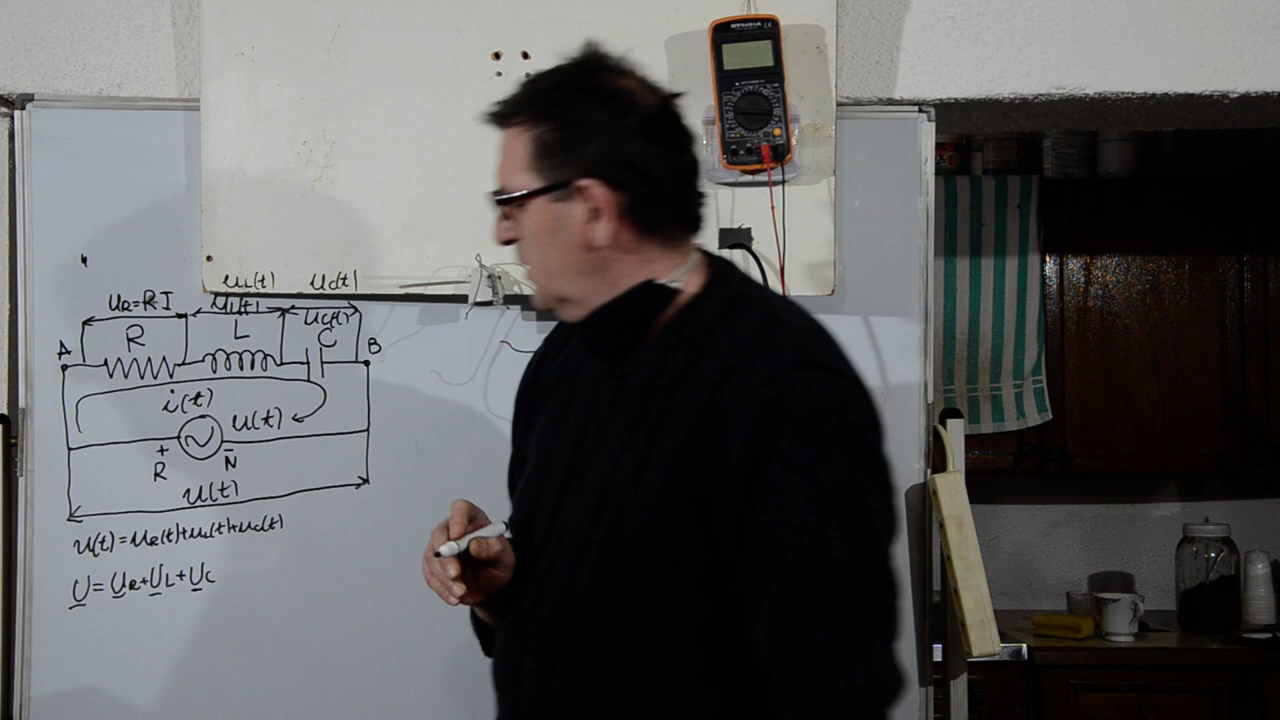 uL(t) uc(t)
uR=RI uL(t) uc(t)
R L C
A B
i(t)
u(t)
+ -
R N
u(t)
u(t)=uR(t)+uL(t)+uc(t)
U=UR+UL+UC